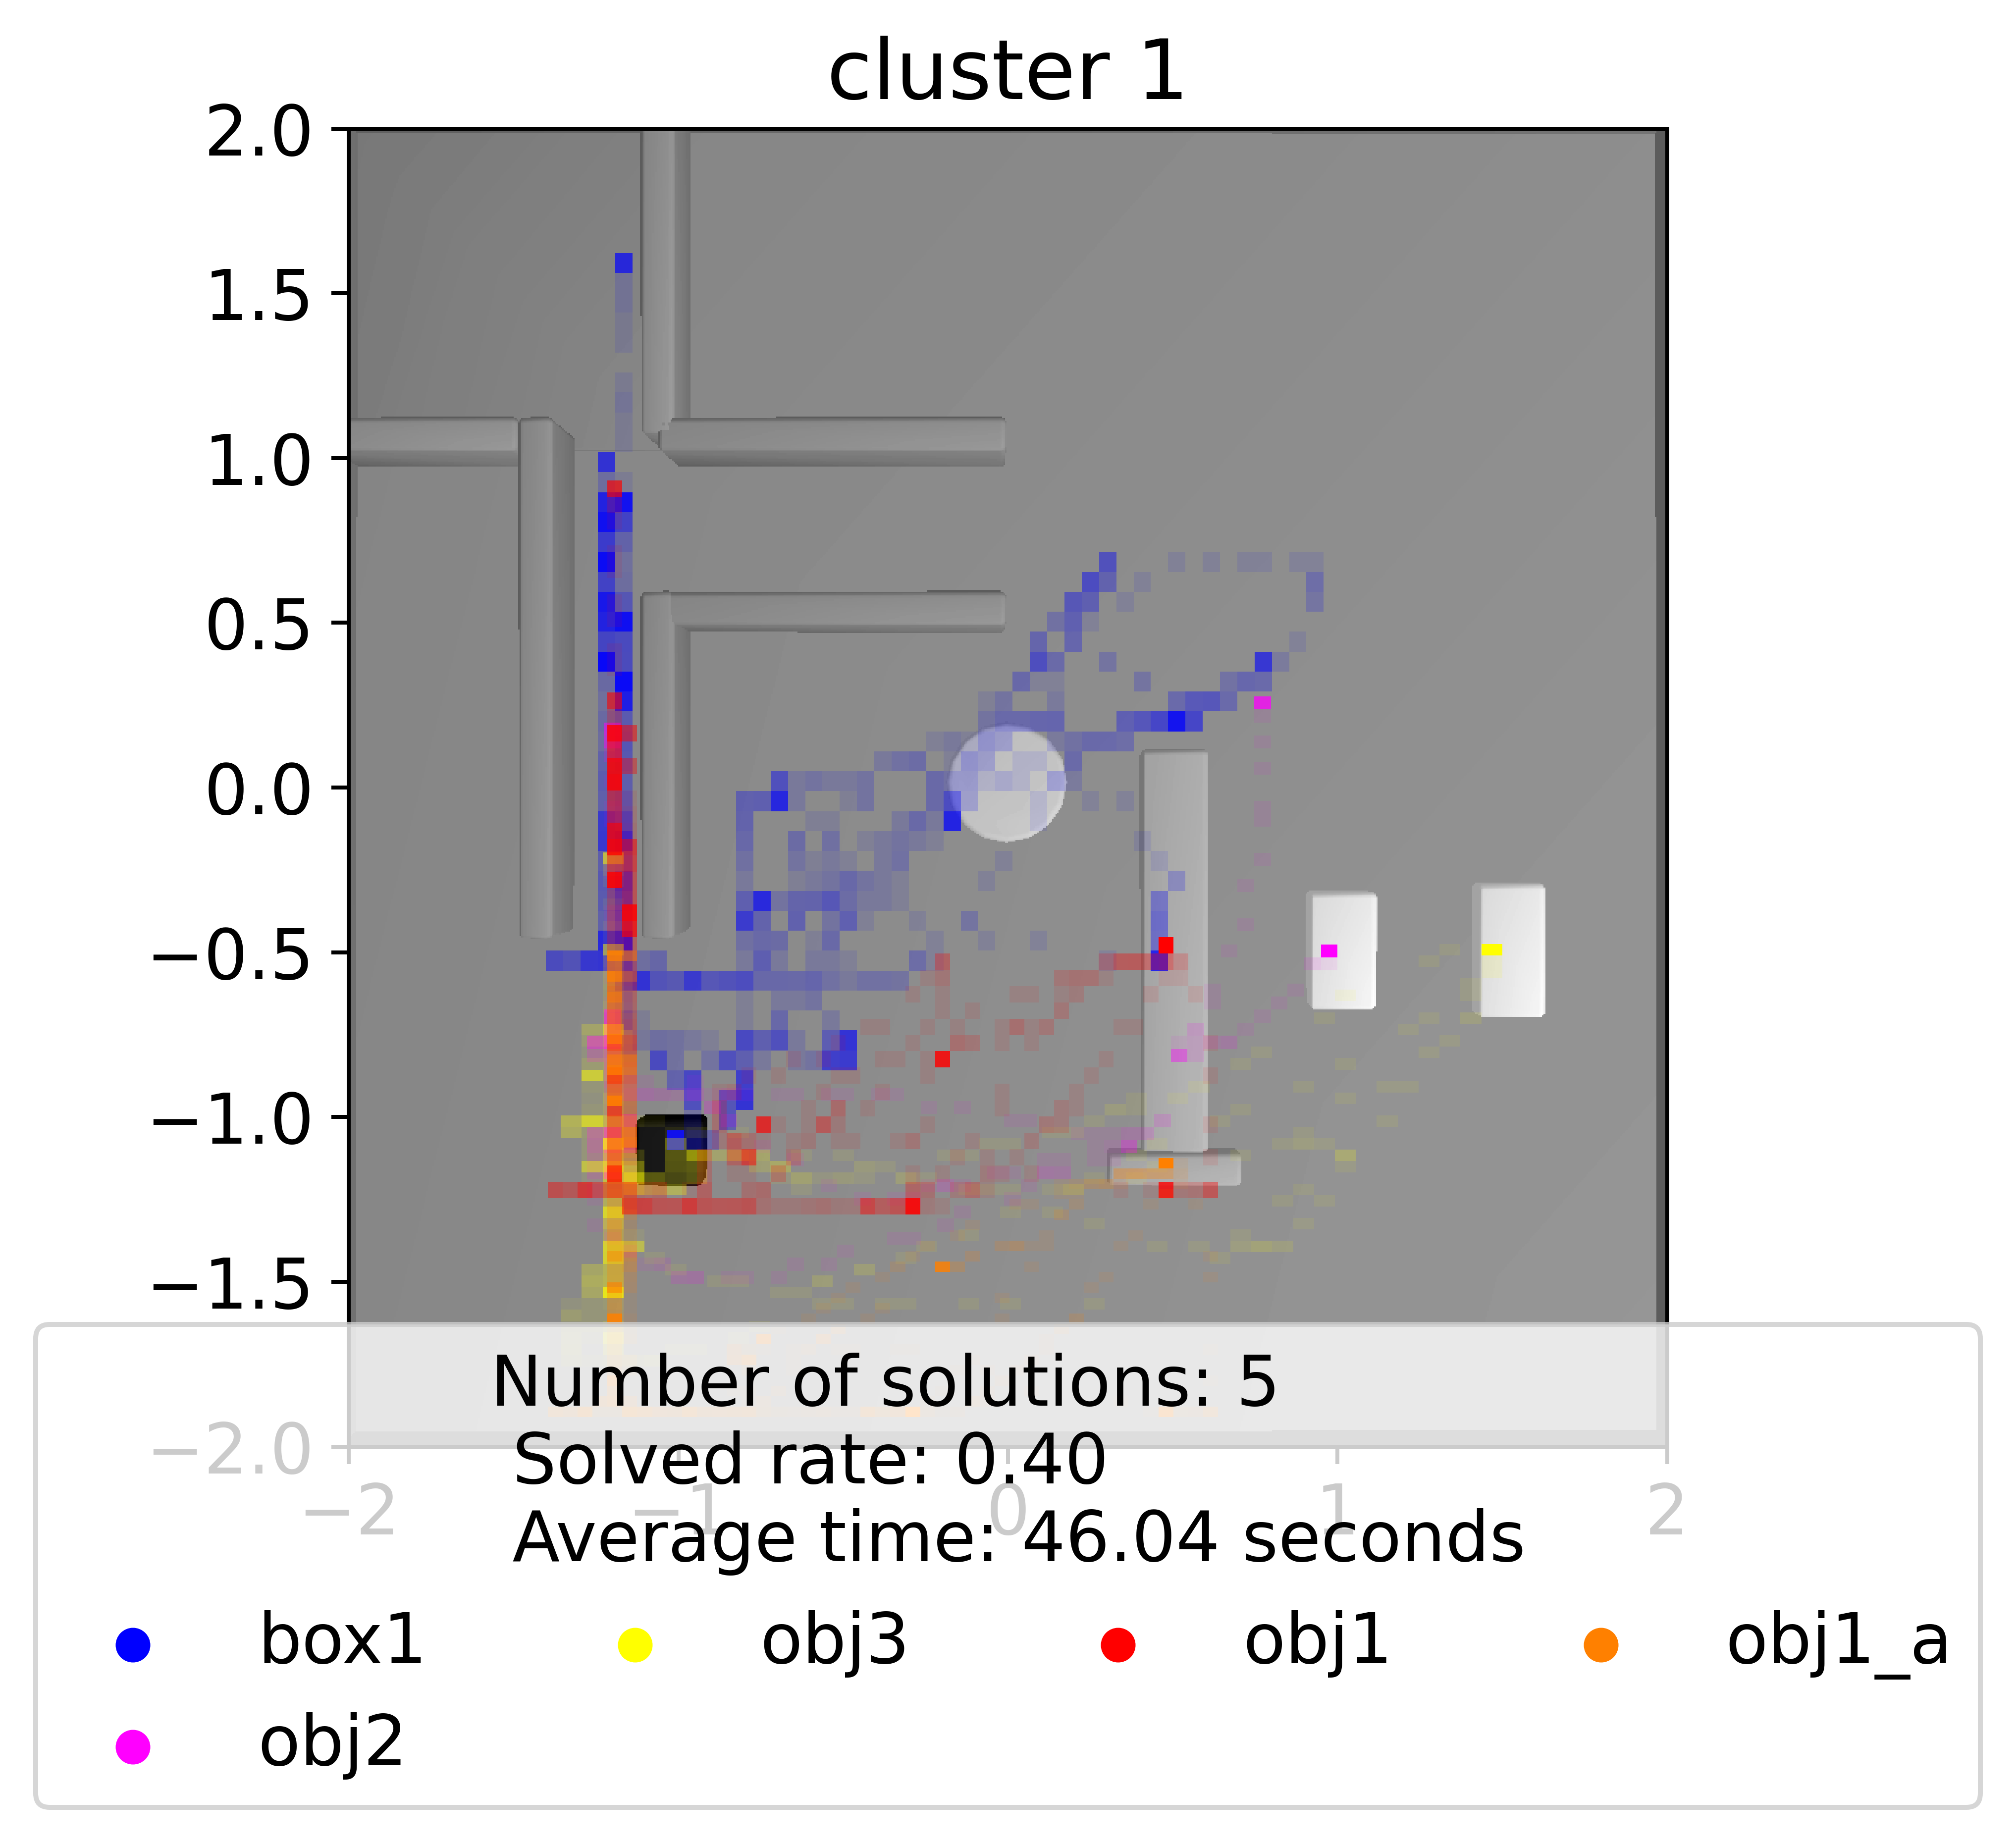 cluster 1
2.0
1.5
1.0
0.5
0.0
−0.5
−1.0
−1.5
−2.0
−2 −1 0 1 2
Number of solutions: 5
Solved rate: 0.40
Average time: 46.04 seconds
box1 obj3 obj1 obj1_a
obj2